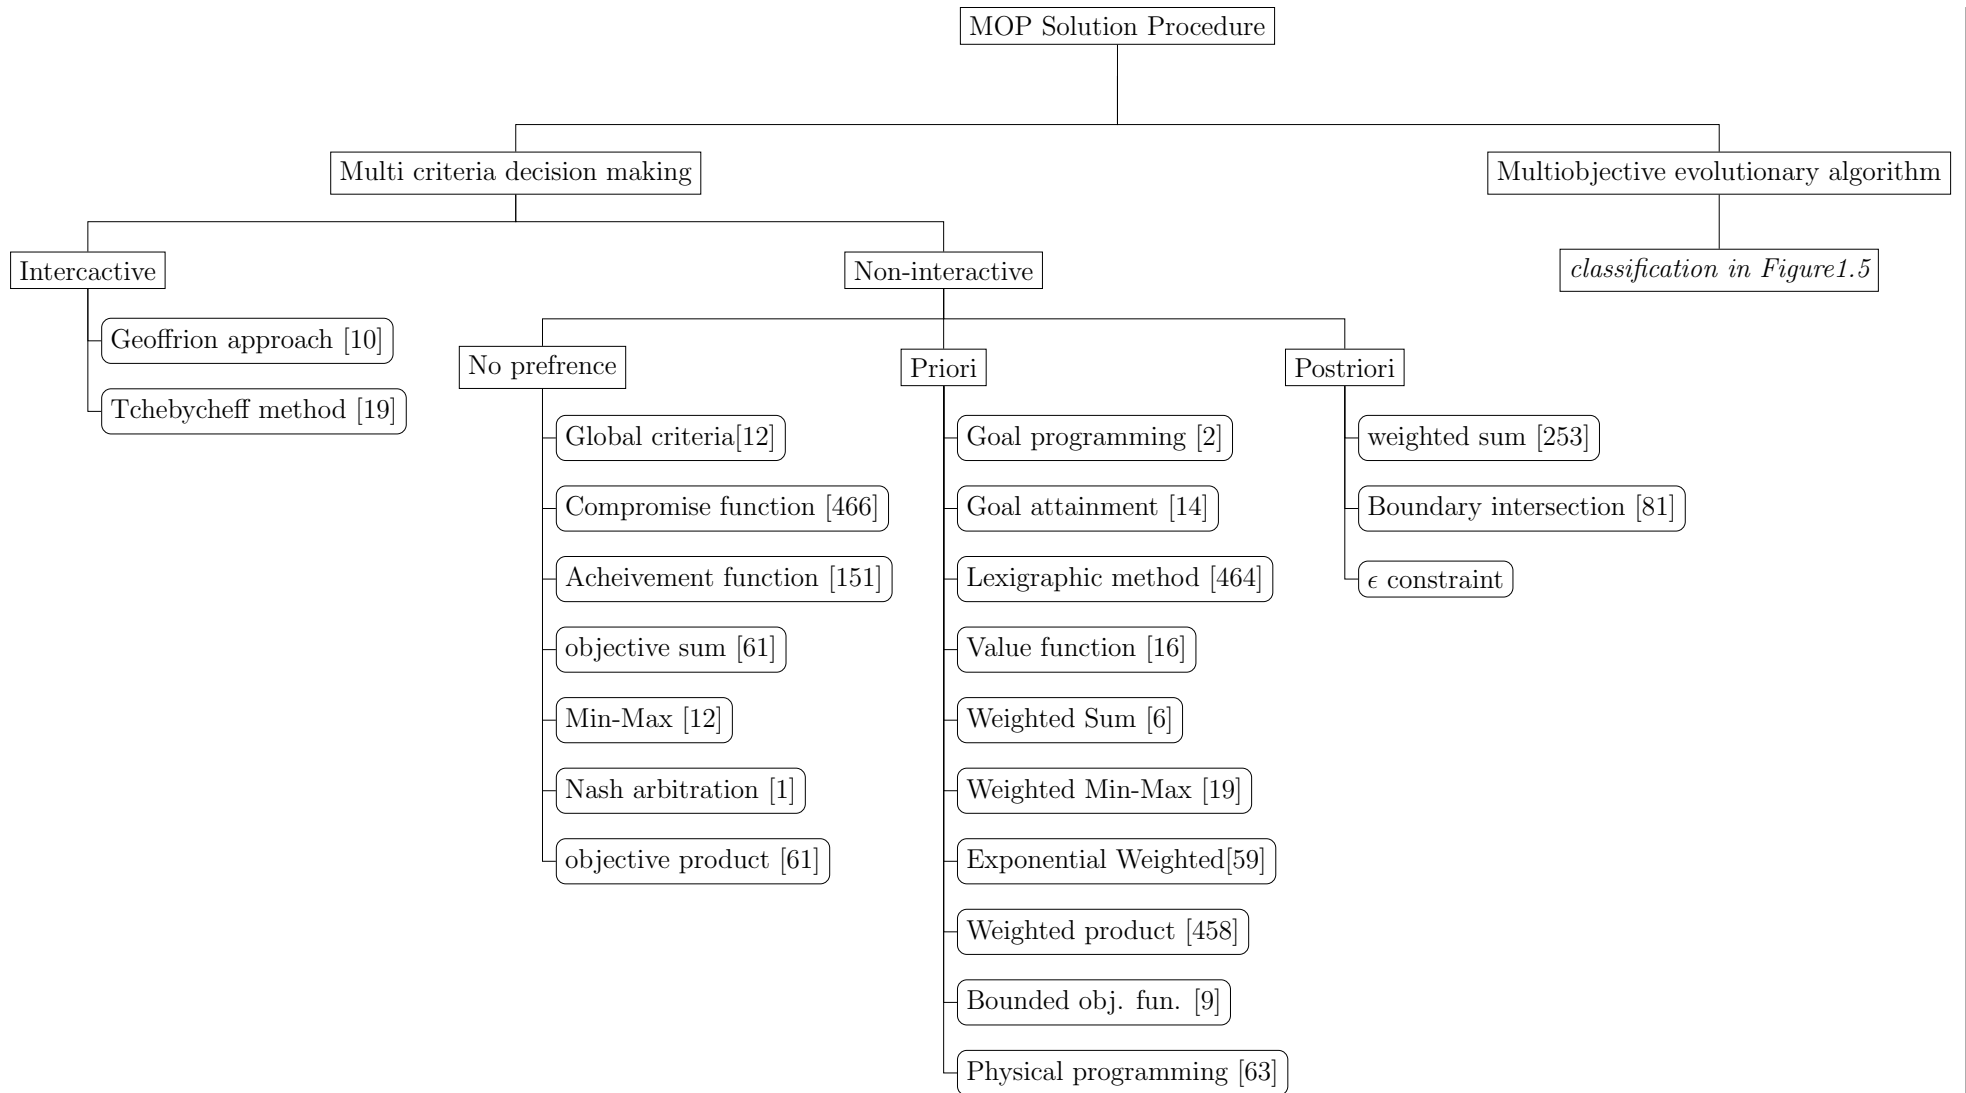 MOP Solution Procedure
Multi criteria decision making
Multiobjective evolutionary algorithm
Intercactive
Non-interactive
classification in Figure1.5
Geoffrion approach [10]
Tchebycheff method [19]
No prefrence
Priori
Postriori
Global criteria[12]
Compromise function [466]
Acheivement function [151]
objective sum [61]
Min-Max [12]
Nash arbitration [1]
objective product [61]
Goal programming [2]
Goal attainment [14]
Lexigraphic method [464]
Value function [16]
Weighted Sum [6]
Weighted Min-Max [19]
Exponential Weighted[59]
Weighted product [458]
Bounded obj. fun. [9]
Physical programming [63]
weighted sum [253]
Boundary intersection [81]
ϵ constraint